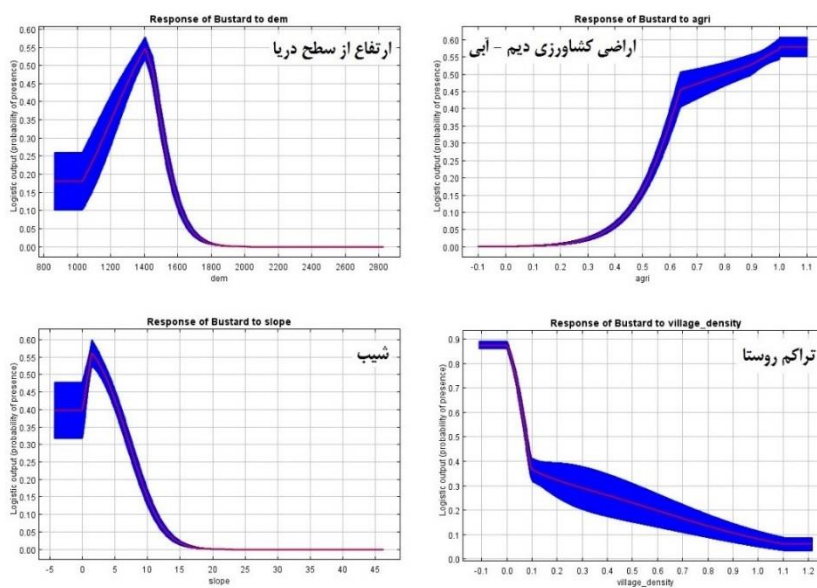 Response of Bustard to dem
ارتفاع از سطح دریا
Logistic output (probability of presence)
0.60
0.55
0.50
0.45
0.40
0.35
0.30
0.25
0.20
0.15
0.10
0.05
0.00
800 1000 1200 1400 1600 1800 2000 2200 2400 2600 2800
dem
Response of Bustard to agri
اراضی کشاورزی دیم - آبی
Logistic output (probability of presence)
0.60
0.55
0.50
0.45
0.40
0.35
0.30
0.25
0.20
0.15
0.10
0.05
0.00
-0.1 0.0 0.1 0.2 0.3 0.4 0.5 0.6 0.7 0.8 0.9 1.0 1.1
agri
Response of Bustard to slope
شیب
Logistic output (probability of presence)
0.60
0.55
0.50
0.45
0.40
0.35
0.30
0.25
0.20
0.15
0.10
0.05
0.00
-5 0 5 10 15 20 25 30 35 40 45
slope
Response of Bustard to village_density
تراکم روستا
Logistic output (probability of presence)
0.9
0.8
0.7
0.6
0.5
0.4
0.3
0.2
0.1
0.0
-0.1 0.0 0.1 0.2 0.3 0.4 0.5 0.6 0.7 0.8 0.9 1.0 1.1 1.2
village_density